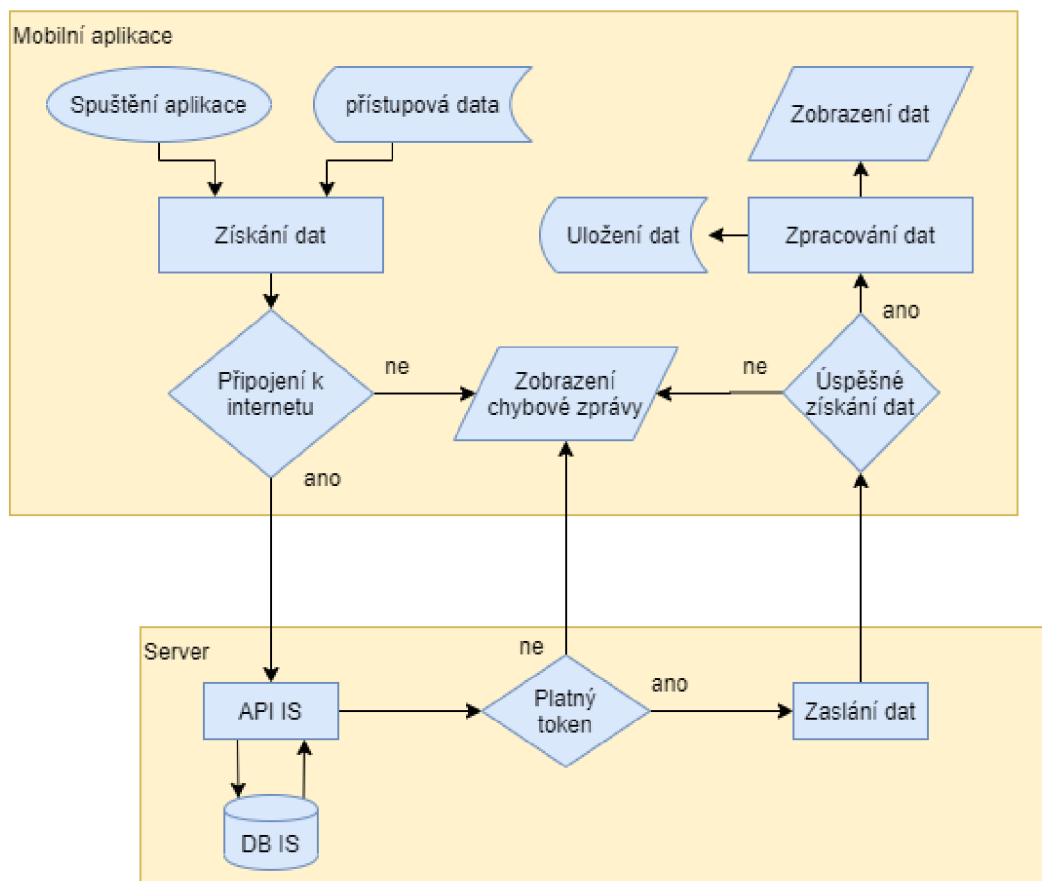 Mobilní aplikace
Spuštění aplikace
přístupová data
Zobrazení dat
Získání dat
Uložení dat
Zpracování dat
ano
Připojení k
internetu
ne
Zobrazení
chybové zprávy
ne
Úspěšné
získání dat
ano
Server
ne
API IS
Platný
token
ano
Zaslání dat
DB IS